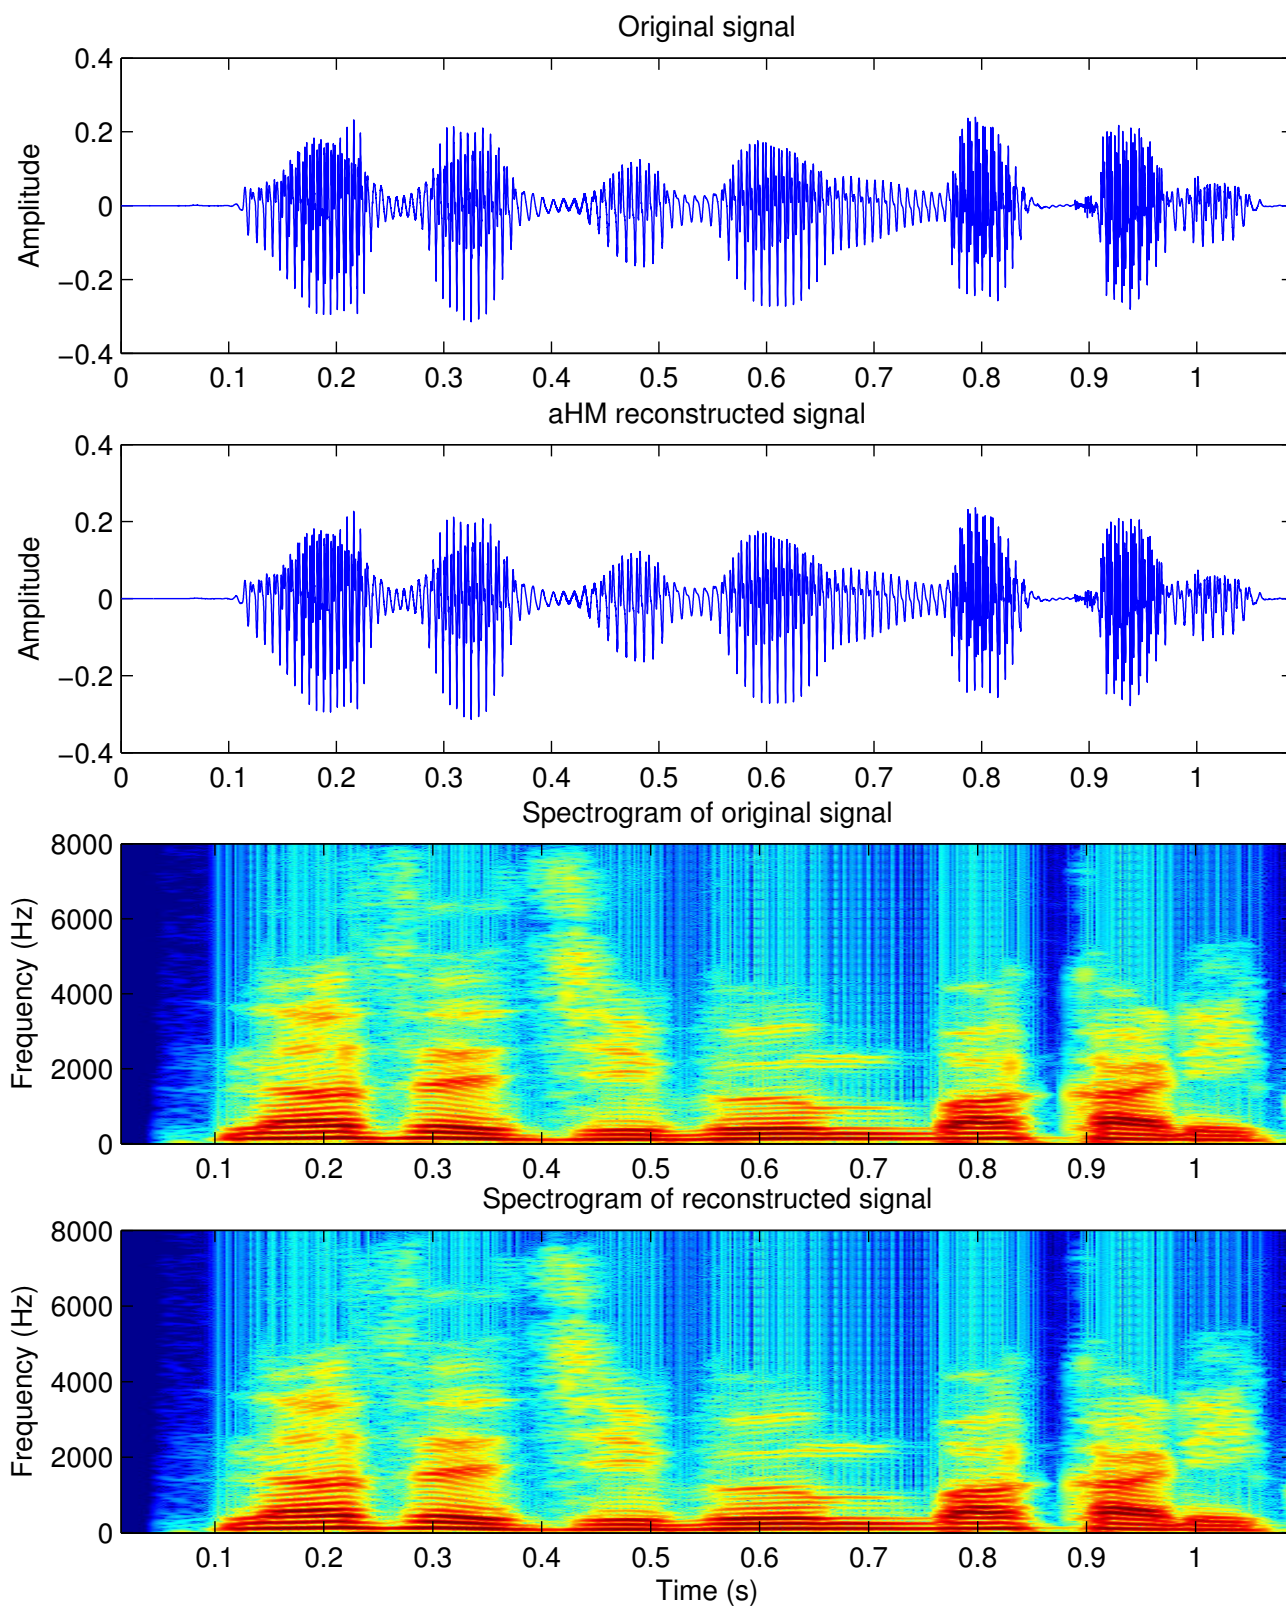 Original signal
0.4
0.2
0
−0.2
−0.4
Amplitude
0 0.1 0.2 0.3 0.4 0.5 0.6 0.7 0.8 0.9 1
aHM reconstructed signal
0.4
0.2
0
−0.2
−0.4
Amplitude
0 0.1 0.2 0.3 0.4 0.5 0.6 0.7 0.8 0.9 1
Spectrogram of original signal
8000
6000
4000
2000
0
Frequency (Hz)
0.1 0.2 0.3 0.4 0.5 0.6 0.7 0.8 0.9 1
Spectrogram of reconstructed signal
8000
6000
4000
2000
0
Frequency (Hz)
0.1 0.2 0.3 0.4 0.5 0.6 0.7 0.8 0.9 1
Time (s)